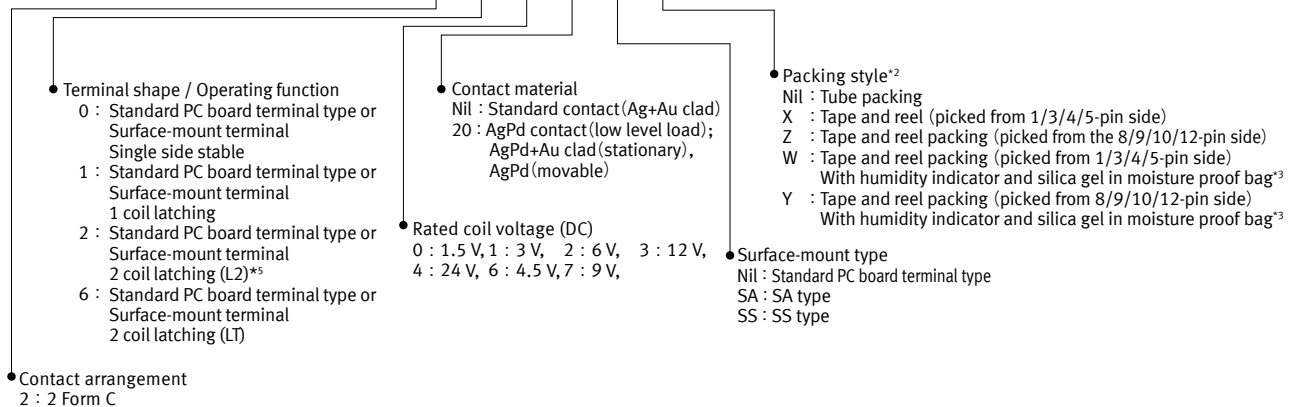 Terminal shape / Operating function
0 : Standard PC board terminal type or
Surface-mount terminal
Single side stable
1 : Standard PC board terminal type or
Surface-mount terminal
1 coil latching
2 : Standard PC board terminal type or
Surface-mount terminal
2 coil latching (L2)*5
6 : Standard PC board terminal type or
Surface-mount terminal
2 coil latching (LT)
Contact arrangement
2 : 2 Form C
Contact material
Nil : Standard contact (Ag+Au clad)
20 : AgPd contact (low level load);
AgPd+Au clad (stationary),
AgPd (movable)
Rated coil voltage (DC)
0 : 1.5 V, 1 : 3 V, 2 : 6 V, 3 : 12 V,
4 : 24 V, 6 : 4.5 V, 7 : 9 V,
Packing style*2
Nil : Tube packing
X : Tape and reel (picked from 1/3/4/5-pin side)
Z : Tape and reel packing (picked from the 8/9/10/12-pin side)
W : Tape and reel packing (picked from 1/3/4/5-pin side)
With humidity indicator and silica gel in moisture proof bag*3
Y : Tape and reel packing (picked from 8/9/10/12-pin side)
With humidity indicator and silica gel in moisture proof bag*3
Surface-mount type
Nil : Standard PC board terminal type
SA : SA type
SS : SS type